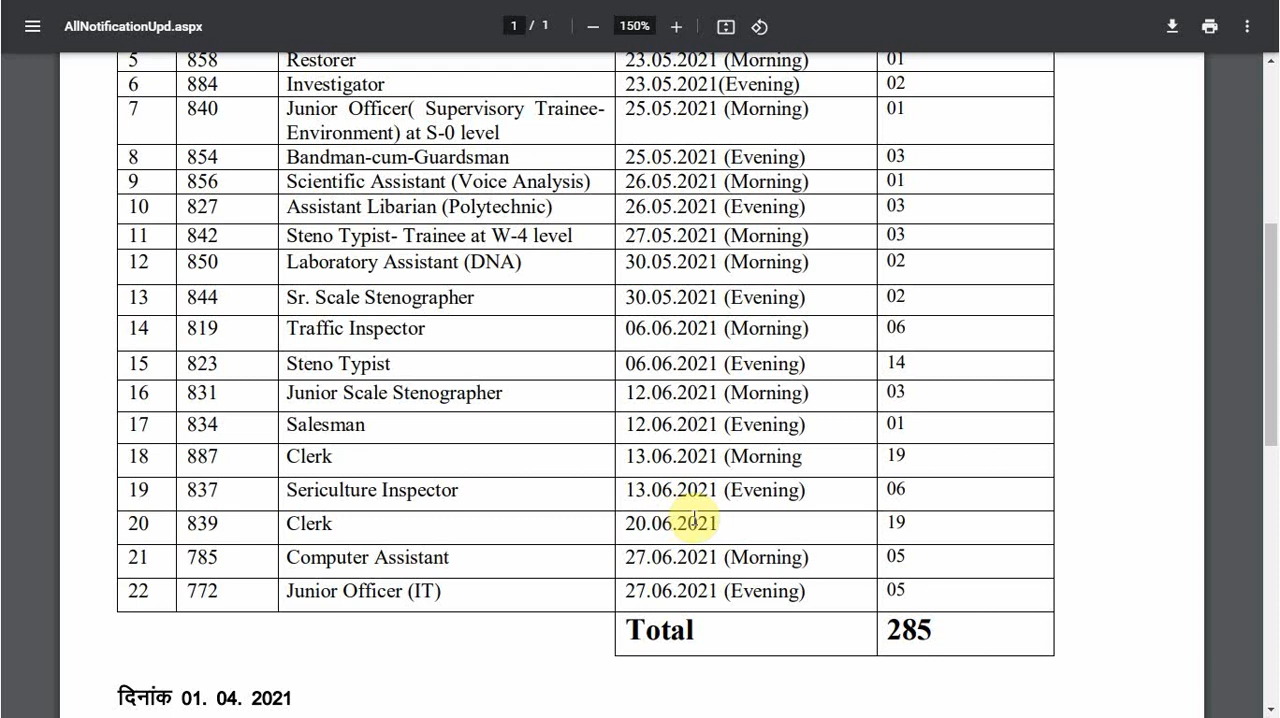 AllNotificationUpd.aspx 1 / 1 150%
5 858 Restorer 23.05.2021 (Morning) 01
6 884 Investigator 23.05.2021(Evening) 02
7 840 Junior Officer( Supervisory Trainee- 25.05.2021 (Morning) 01
Environment) at S-0 level
8 854 Bandman-cum-Guardsman 25.05.2021 (Evening) 03
9 856 Scientific Assistant (Voice Analysis) 26.05.2021 (Morning) 01
10 827 Assistant Libarian (Polytechnic) 26.05.2021 (Evening) 03
11 842 Steno Typist- Trainee at W-4 level 27.05.2021 (Morning) 03
12 850 Laboratory Assistant (DNA) 30.05.2021 (Morning) 02
13 844 Sr. Scale Stenographer 30.05.2021 (Evening) 02
14 819 Traffic Inspector 06.06.2021 (Morning) 06
15 823 Steno Typist 06.06.2021 (Evening) 14
16 831 Junior Scale Stenographer 12.06.2021 (Morning) 03
17 834 Salesman 12.06.2021 (Evening) 01
18 887 Clerk 13.06.2021 (Morning 19
19 837 Sericulture Inspector 13.06.2021 (Evening) 06
20 839 Clerk 20.06.2021 19
21 785 Computer Assistant 27.06.2021 (Morning) 05
22 772 Junior Officer (IT) 27.06.2021 (Evening) 05
Total 285
दिनांक 01. 04. 2021